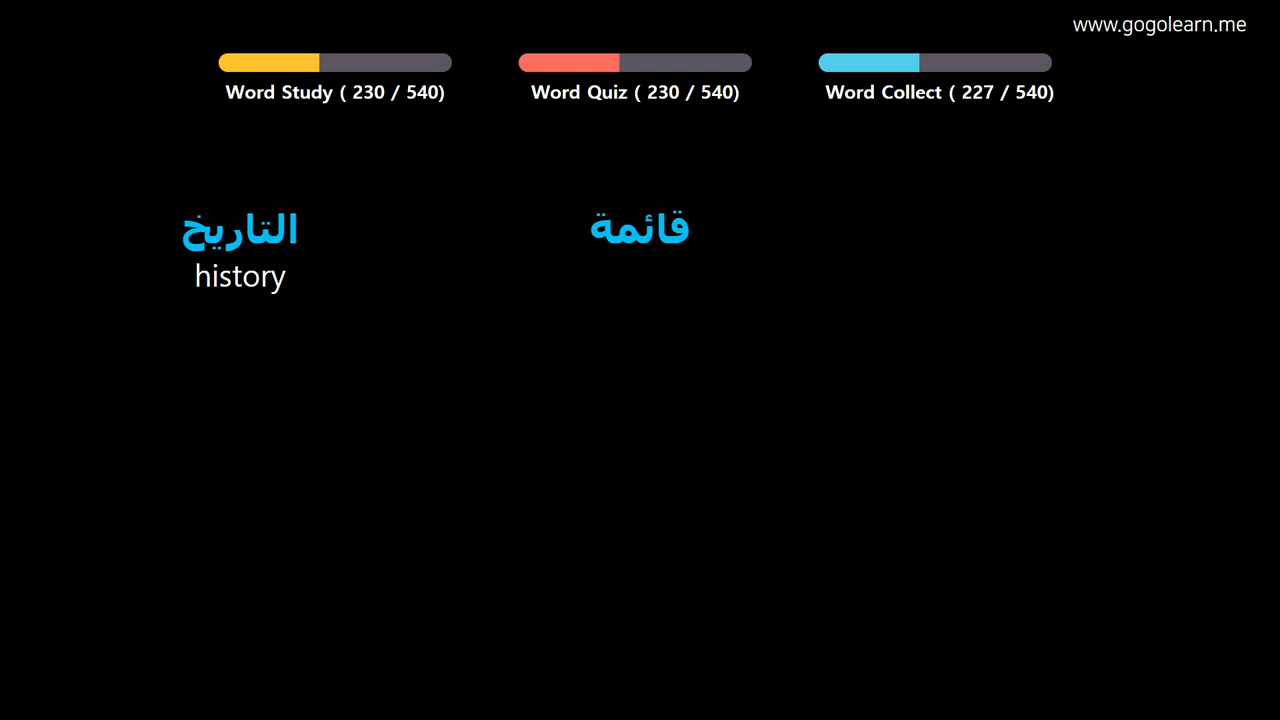 www.gogolearn.me
Word Study ( 230 / 540)
Word Quiz ( 230 / 540)
Word Collect ( 227 / 540)
التاريخ
history
قائمة